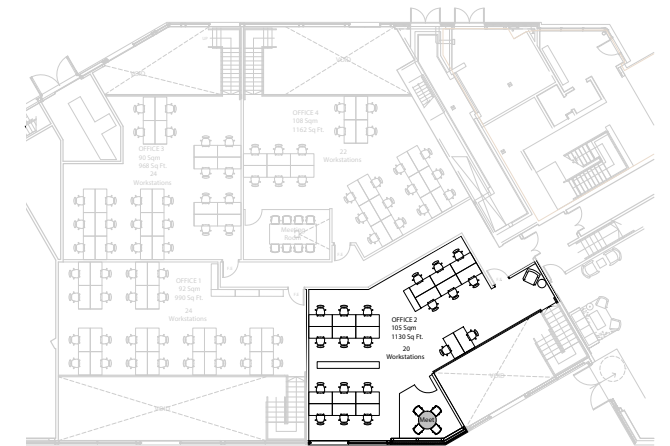 OFFICE 4
108 Sqm
1162 Sq Ft.
22
Workstations
OFFICE 3
90 Sqm
968 Sq Ft.
24
Workstations
Meeting
Room
OFFICE 1
92 Sqm
990 Sq Ft.
24
Workstations
OFFICE 2
105 Sqm
1130 Sq Ft.
20
Workstations
Meet